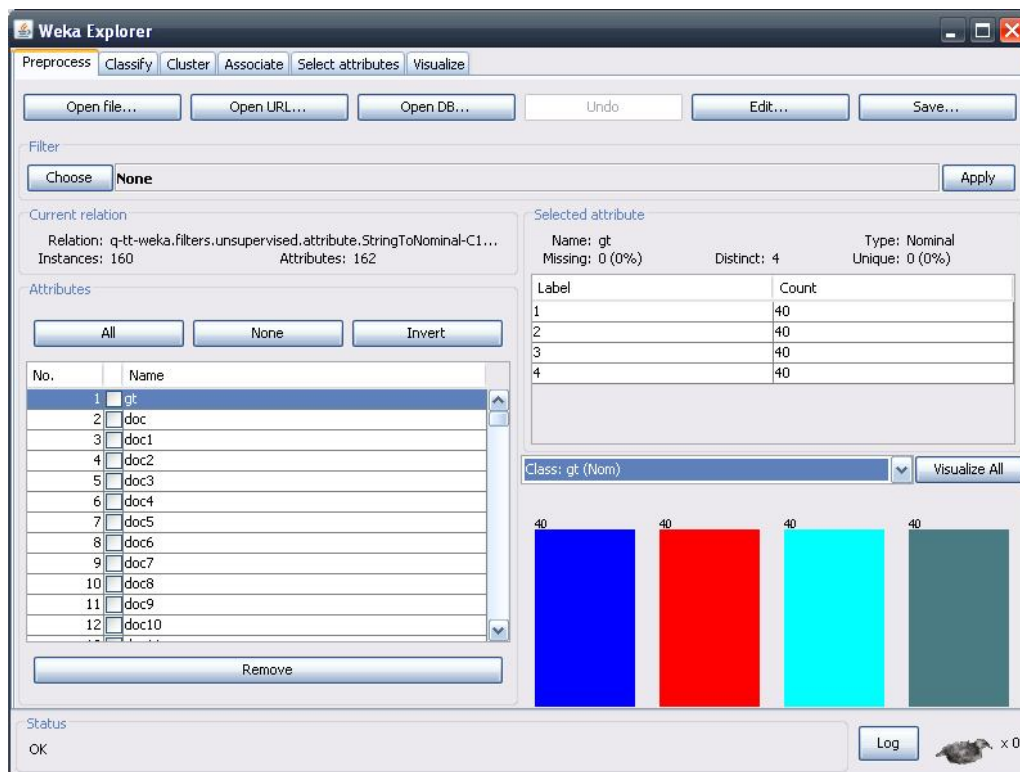 Weka Explorer
Preprocess Classify Cluster Associate Select attributes Visualize
Open file... Open URL... Open DB... Undo Edit... Save...
Filter
Choose None Apply
Current relation
Relation: q-tt-weka.filters.unsupervised.attribute.StringToNominal-C1...
Instances: 160 Attributes: 162
Attributes
All None Invert
No. Name
1 gt
2 doc
3 doc1
4 doc2
5 doc3
6 doc4
7 doc5
8 doc6
9 doc7
10 doc8
11 doc9
12 doc10
Remove
Selected attribute
Name: gt Type: Nominal
Missing: 0 (0%) Distinct: 4 Unique: 0 (0%)
Label Count
1 40
2 40
3 40
4 40
Class: gt (Nom) Visualize All
40 40 40 40
Status
OK
Log x 0